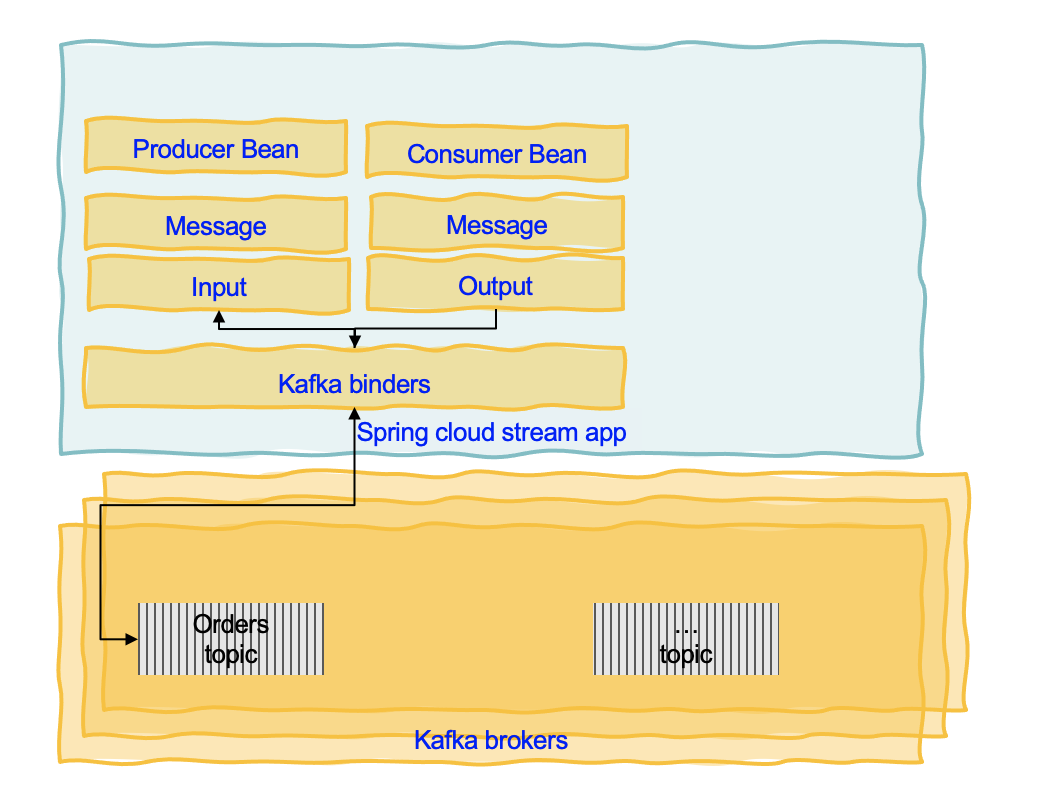 Producer Bean
Consumer Bean
Message
Message
Input
Output
Kafka binders
Spring cloud stream app
Orders
topic
...
topic
Kafka brokers